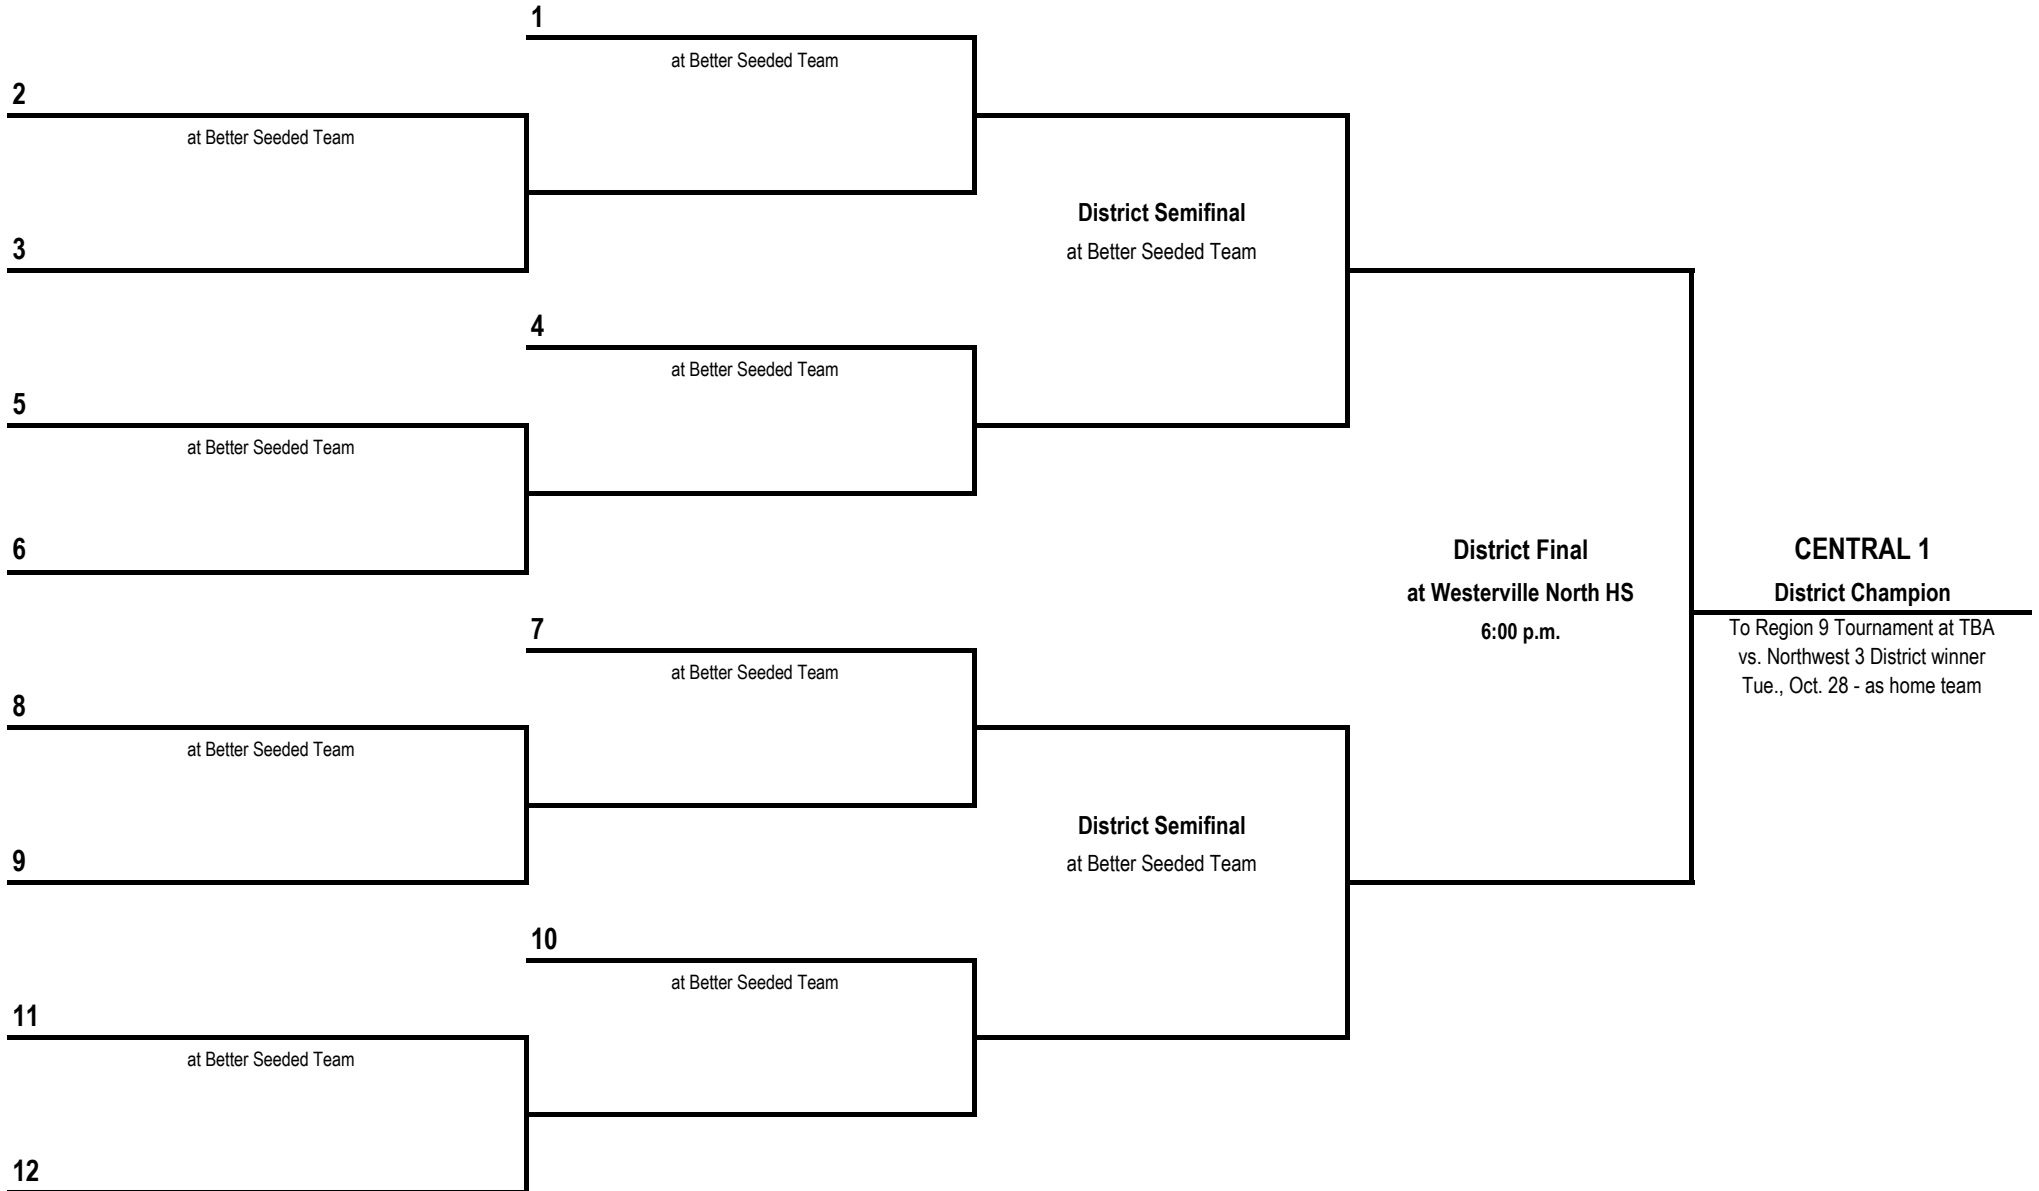 1
at Better Seeded Team
2
at Better Seeded Team
3
District Semifinal
at Better Seeded Team
4
at Better Seeded Team
5
at Better Seeded Team
6
District Final
at Westerville North HS
6:00 p.m.
CENTRAL 1
District Champion
To Region 9 Tournament at TBA
vs. Northwest 3 District winner
Tue., Oct. 28 - as home team
7
at Better Seeded Team
8
at Better Seeded Team
9
District Semifinal
at Better Seeded Team
10
at Better Seeded Team
11
at Better Seeded Team
12